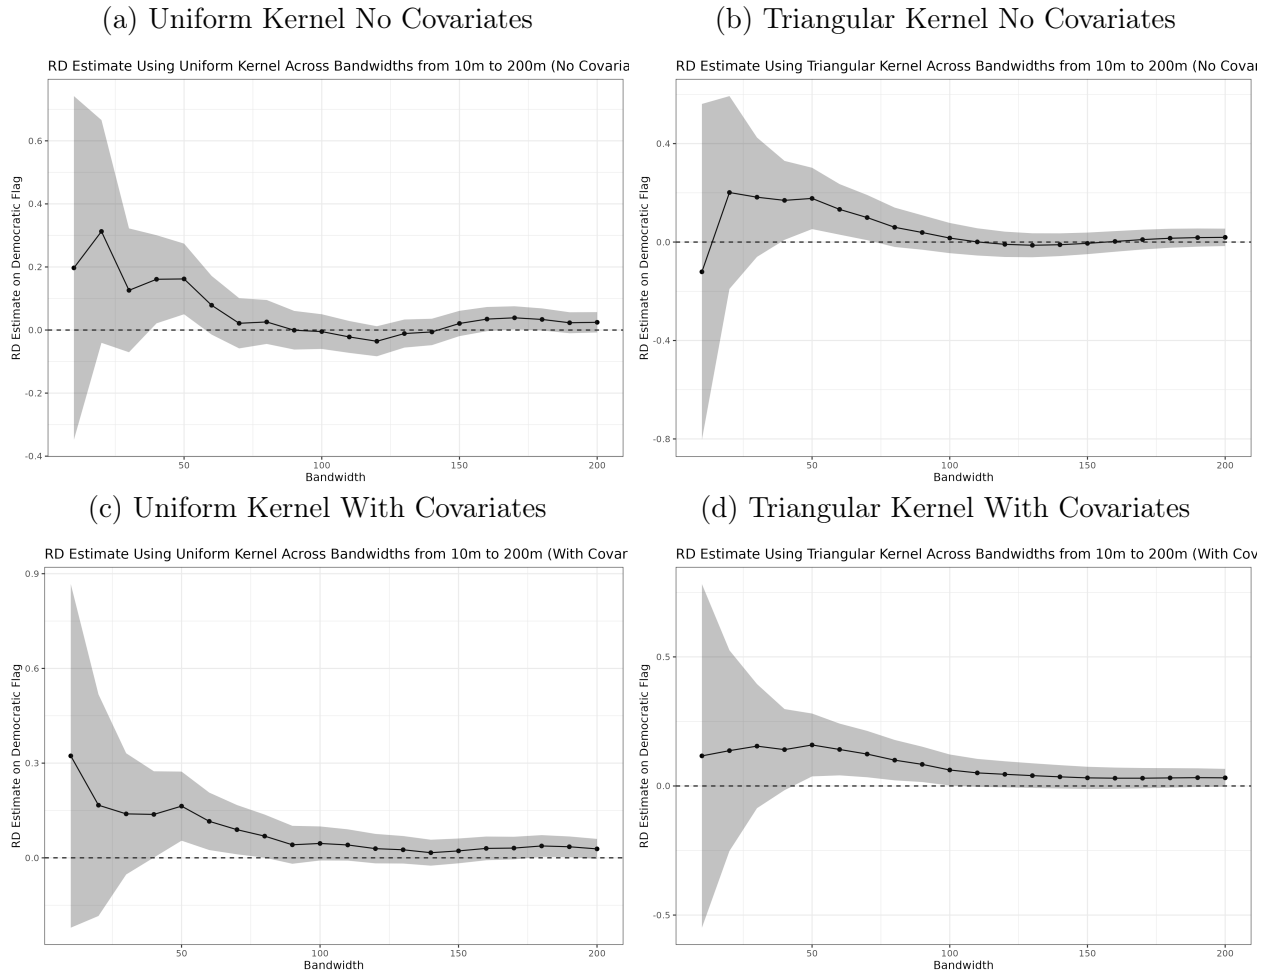 (a) Uniform Kernel No Covariates
RD Estimate Using Uniform Kernel Across Bandwidths from 10m to 200m (No Covaria
RD Estimate on Democratic Flag
0.6
0.4
0.2
0.0
-0.2
-0.4
50
100
150
200
Bandwidth
(b) Triangular Kernel No Covariates
RD Estimate Using Triangular Kernel Across Bandwidths from 10m to 200m (No Covar
RD Estimate on Democratic Flag
0.4
0.0
-0.4
-0.8
50
100
150
200
Bandwidth
(c) Uniform Kernel With Covariates
RD Estimate Using Uniform Kernel Across Bandwidths from 10m to 200m (With Covar
RD Estimate on Democratic Flag
0.9
0.6
0.3
0.0
50
100
150
200
Bandwidth
(d) Triangular Kernel With Covariates
RD Estimate Using Triangular Kernel Across Bandwidths from 10m to 200m (With Cov
RD Estimate on Democratic Flag
0.5
0.0
-0.5
50
100
150
200
Bandwidth